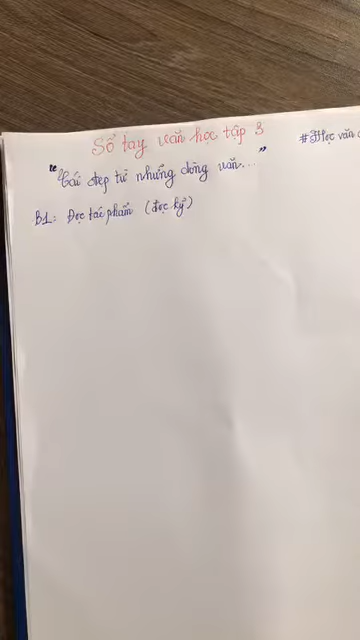 Sổ tay văn học tập 3
#Học văn
"Cái đẹp từ những dòng văn..."
B1: Đọc tác phẩm (đọc kỹ)